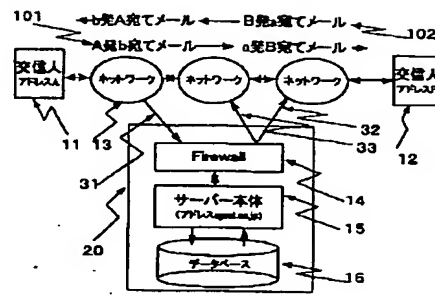 101
b発A宛てメール
B発a宛てメール
102
A発b宛てメール
a発B宛てメール
交信人
アドレスA
ネットワーク
ネットワーク
ネットワーク
交信人
11
13
12
31
32
33
Firewall
14
サーバー本体
15
20
データベース
16